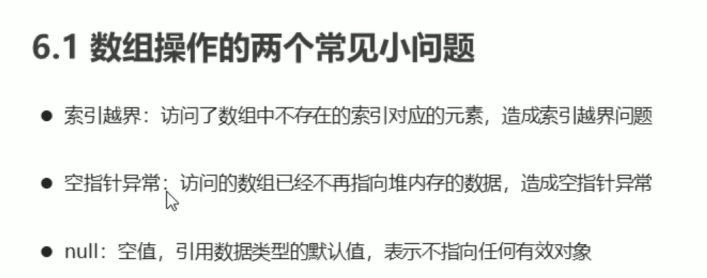 6.1 数组操作的两个常见小问题
● 索引越界：访问了数组中不存在的索引对应的元素，造成索引越界问题
● 空指针异常：访问的数组已经不再指向堆内存的数据，造成空指针异常
● null：空值，引用数据类型的默认值，表示不指向任何有效对象